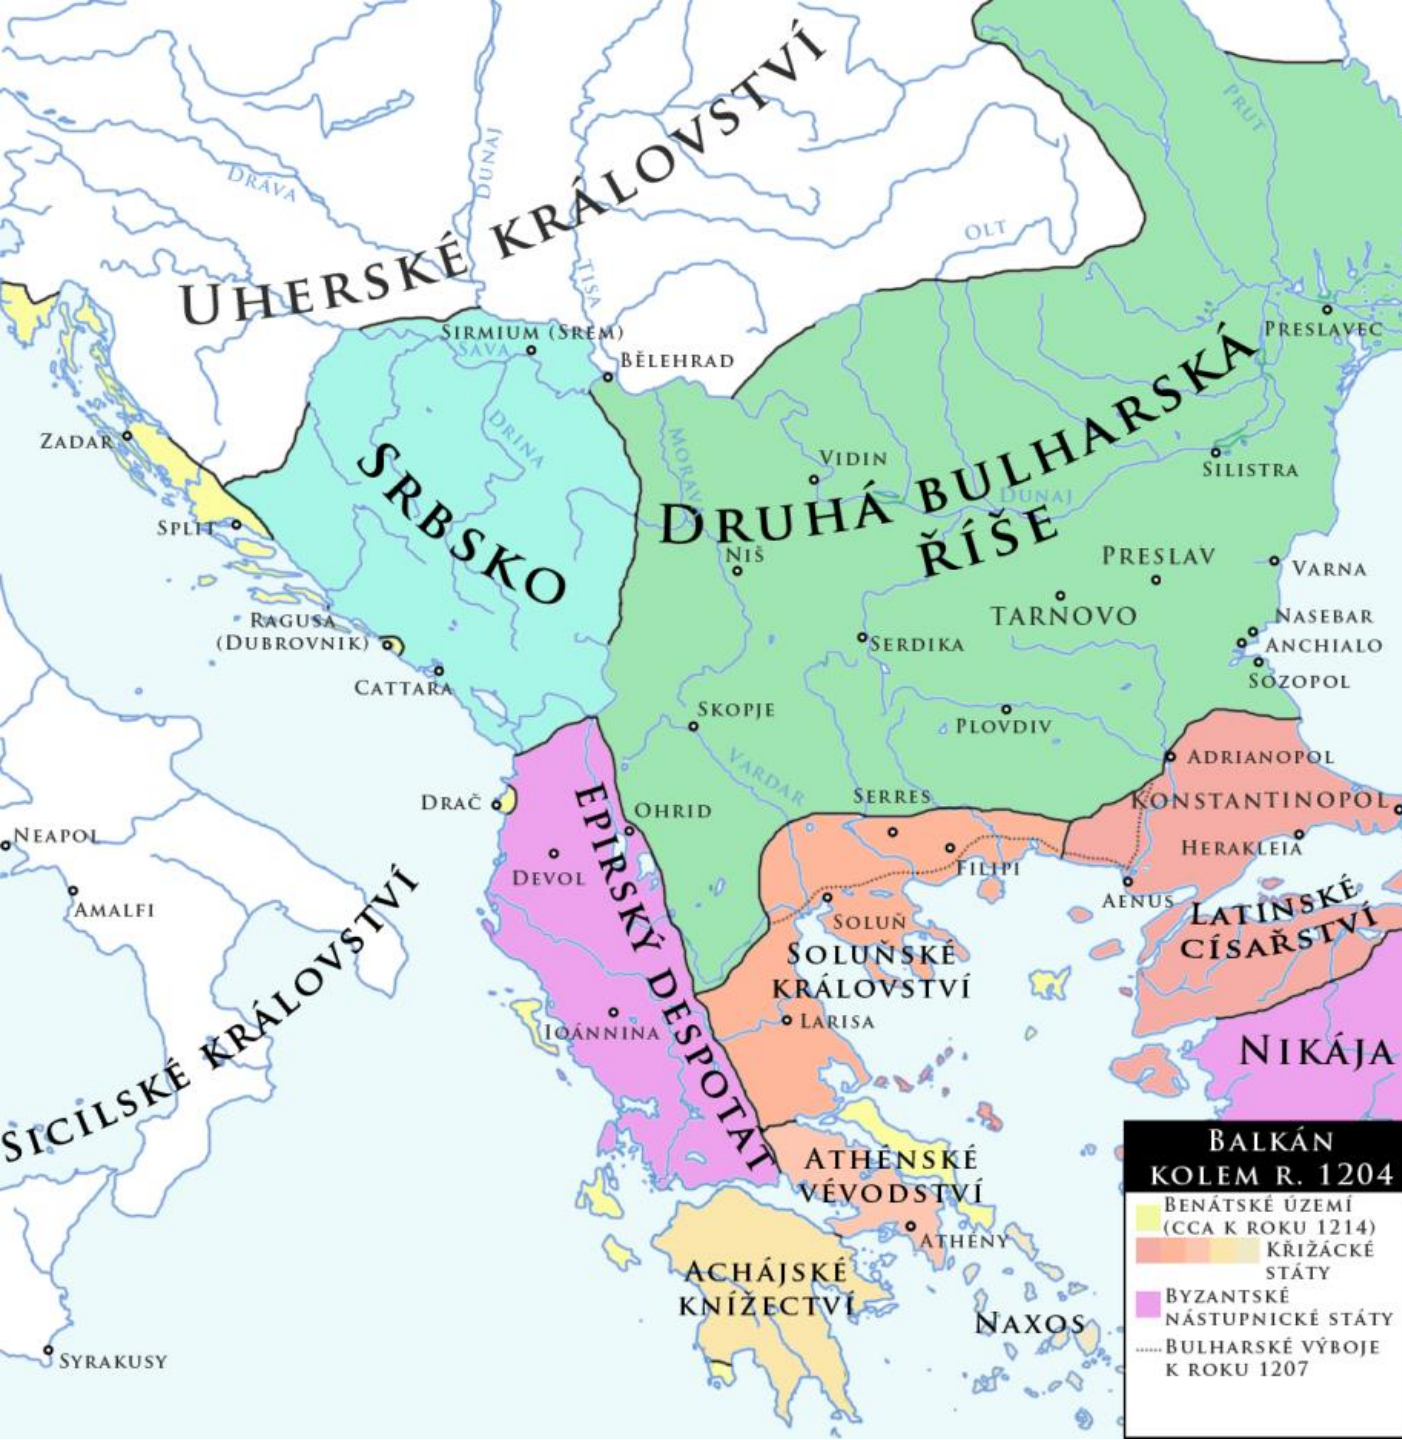 Uherské království
Dráva
Dunaj
Tisa
Olt
Prut
Sirmium (Srem)
Sáva
Bělehrad
Preslavec
Zadar
Srbsko
Drina
Morava
Vidin
Druhá bulharská
říše
Dunaj
Silistra
Split
Niš
Preslav
Varna
Tarnovo
Nasebar
Anchialo
Sozopol
Ragusa
(Dubrovnik)
Serdika
Cattara
Skopje
Plovdiv
Vardar
Adrianopol
Drač
Ohrid
Serres
Konstantinopol
Neapol
Herakleia
Devol
Epirský despotát
Filipi
Aenus
Amalfi
Soluň
Latinské
císařství
Soluňské
království
Larisa
Ioánnina
Sicilské království
Nikája
Athénské
vévodství
Athény
Achájské
knížectví
Naxos
Syrakusy
Balkán
kolem r. 1204
Benátské území
(cca k roku 1214)
Křižácké
státy
Byzantské
nástupnické státy
Bulharské výboje
k roku 1207